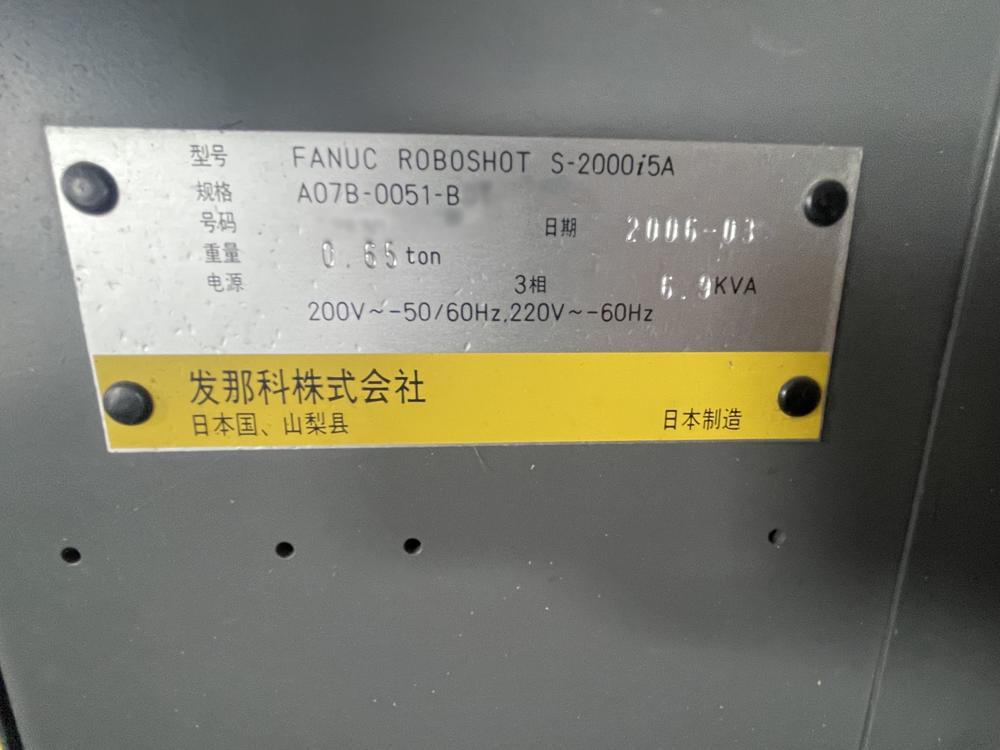 型号 FANUC ROBOSHOT S-2000i5A
规格 A07B-0051-B
号码 日期 2006-03
重量 0.65 ton
电源 3相 6.9KVA
200V~-50/60Hz,220V~-60Hz
发那科株式会社
日本国、山梨县 日本制造